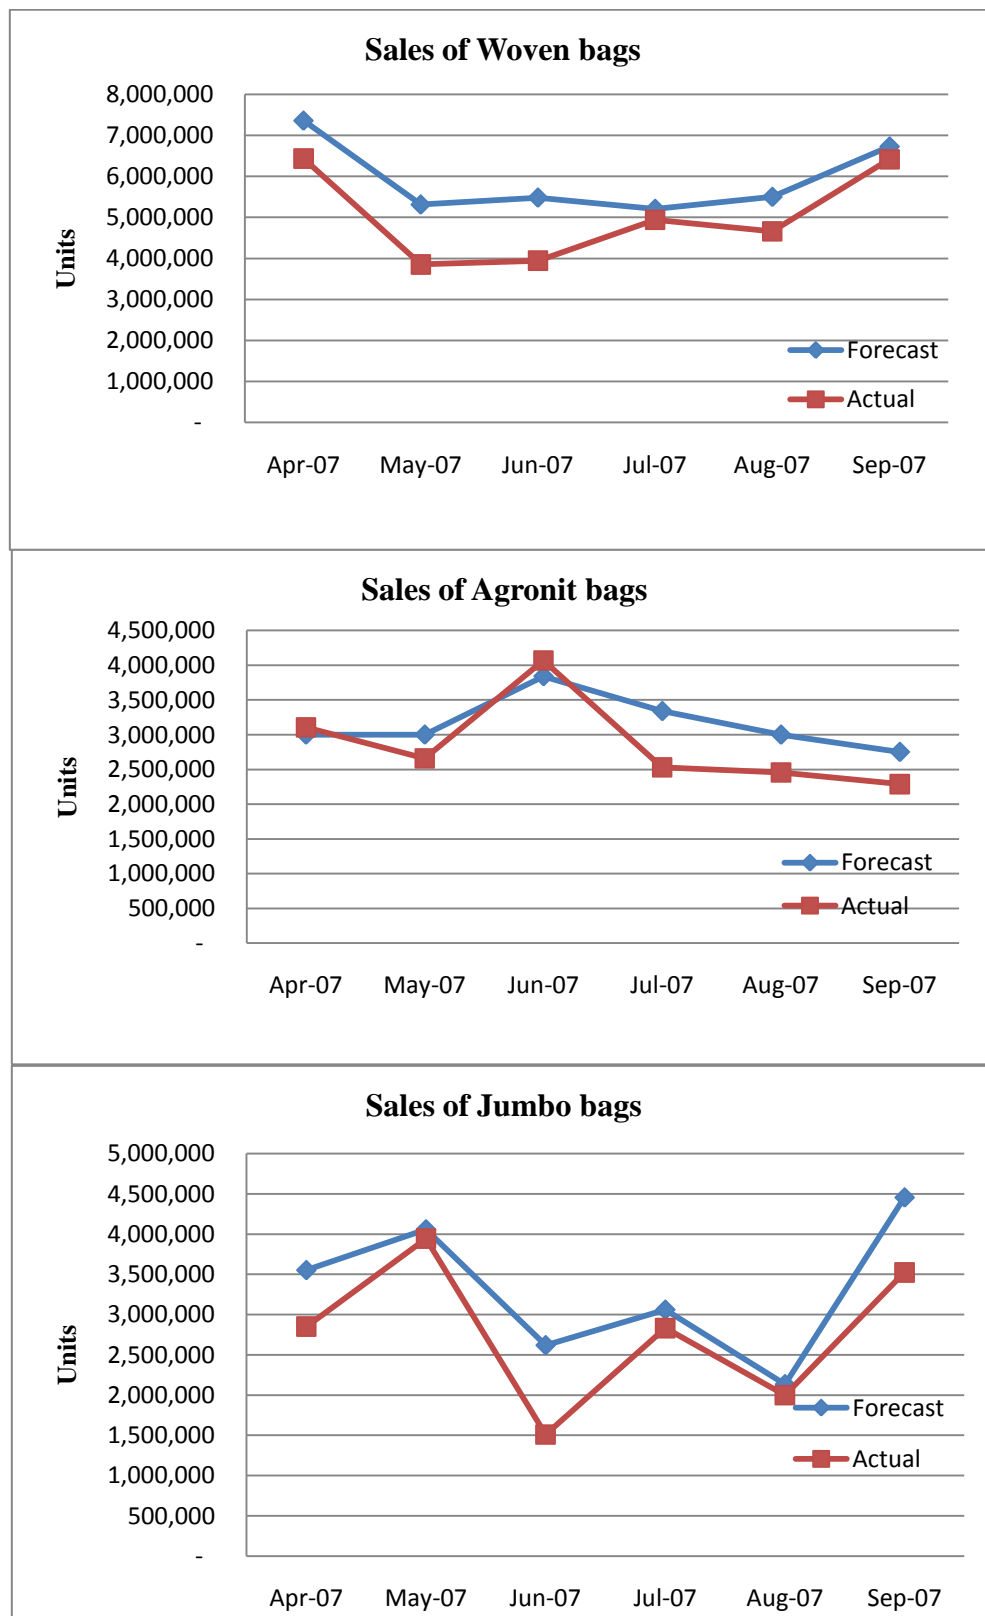 Sales of Woven bags
8,000,000
7,000,000
6,000,000
5,000,000
4,000,000
3,000,000
2,000,000
1,000,000
-
Units
Forecast
Actual
Apr-07 May-07 Jun-07 Jul-07 Aug-07 Sep-07
Sales of Agronit bags
4,500,000
4,000,000
3,500,000
3,000,000
2,500,000
2,000,000
1,500,000
1,000,000
500,000
-
Units
Forecast
Actual
Apr-07 May-07 Jun-07 Jul-07 Aug-07 Sep-07
Sales of Jumbo bags
5,000,000
4,500,000
4,000,000
3,500,000
3,000,000
2,500,000
2,000,000
1,500,000
1,000,000
500,000
-
Units
Forecast
Actual
Apr-07 May-07 Jun-07 Jul-07 Aug-07 Sep-07